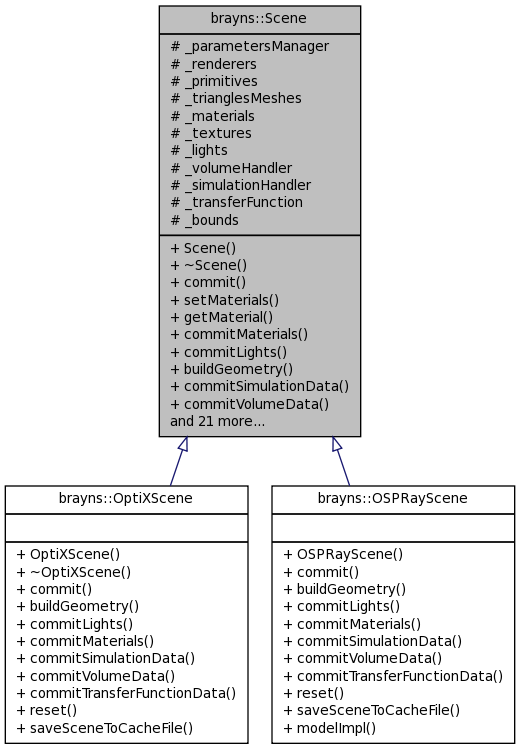 brayns::Scene
# _parametersManager
# _renderers
# _primitives
# _trianglesMeshes
# _materials
# _textures
# _lights
# _volumeHandler
# _simulationHandler
# _transferFunction
# _bounds
+ Scene()
+ ~Scene()
+ commit()
+ setMaterials()
+ getMaterial()
+ commitMaterials()
+ commitLights()
+ buildGeometry()
+ commitSimulationData()
+ commitVolumeData()
and 21 more...
brayns::OptiXScene
+ OptiXScene()
+ ~OptiXScene()
+ commit()
+ buildGeometry()
+ commitLights()
+ commitMaterials()
+ commitSimulationData()
+ commitVolumeData()
+ commitTransferFunctionData()
+ reset()
+ saveSceneToCacheFile()
brayns::OSPRayScene
+ OSPRayScene()
+ commit()
+ buildGeometry()
+ commitLights()
+ commitMaterials()
+ commitSimulationData()
+ commitVolumeData()
+ commitTransferFunctionData()
+ reset()
+ saveSceneToCacheFile()
+ modelImpl()